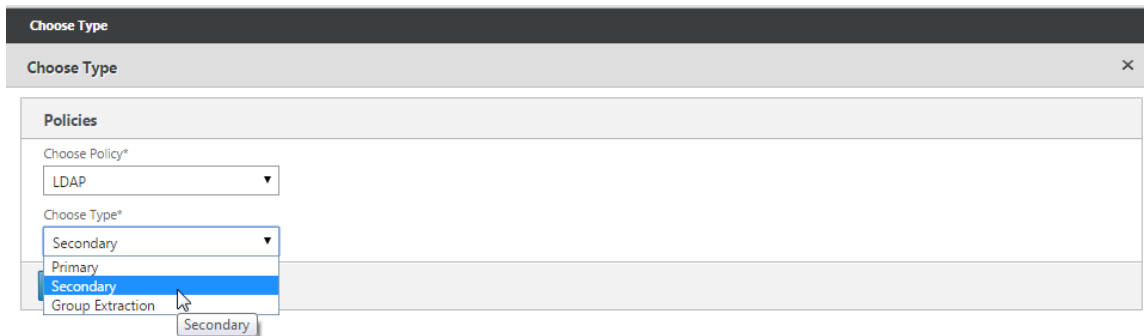 Choose Type
Choose Type ×
Policies
Choose Policy*
LDAP
Choose Type*
Secondary
Primary
Secondary
Group Extraction
Secondary